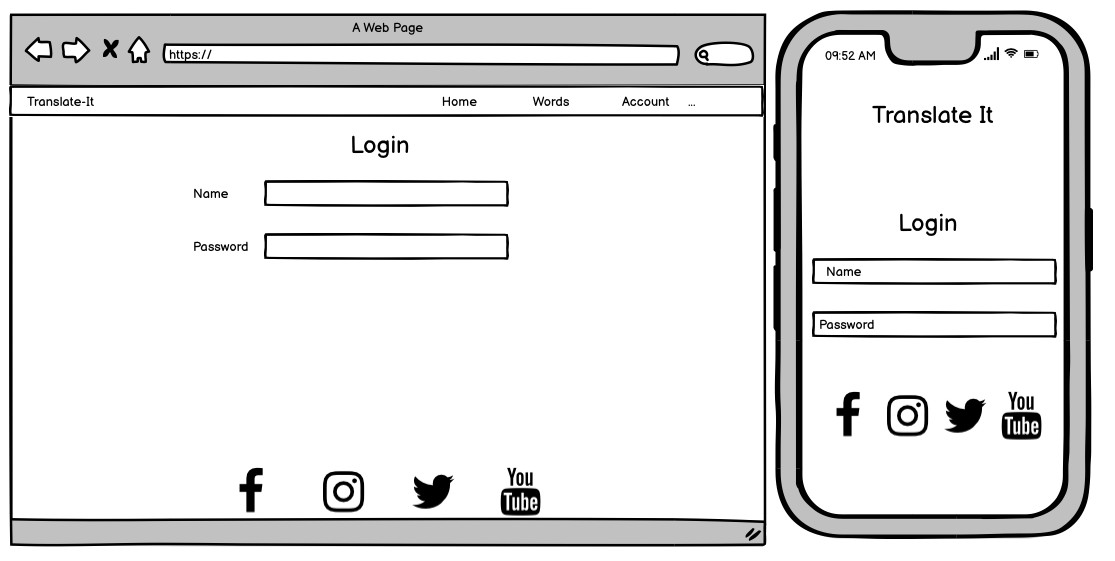 A Web Page
https://
Translate-It Home Words Account ...
Login
Name
Password
You
Tube
09:52 AM
Translate It
Login
Name
Password
You
Tube